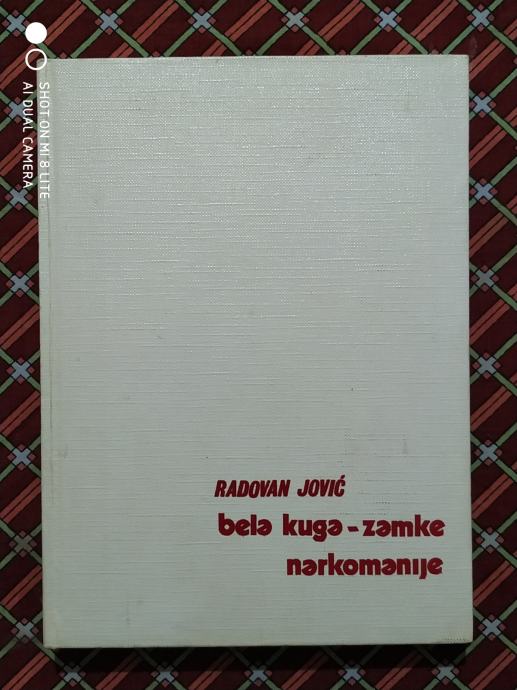 SHOT ON MI 8 LITE
AI DUAL CAMERA
RADOVAN JOVIĆ
bela kuga - zamke
narkomanije